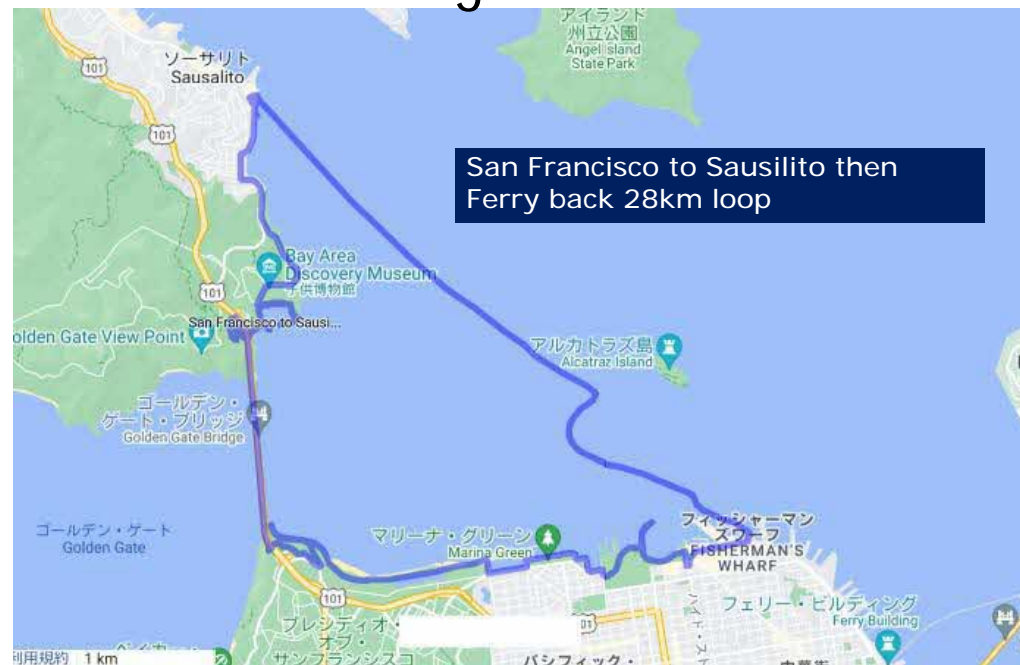 アイランド
州立公園
Angel Island
State Park
101
ソーサリト
Sausalito
101
San Francisco to Sausilito then
Ferry back 28km loop
Bay Area
Discovery Museum
子供博物館
101
San Francisco to Sausi...
olden Gate View Point
アルカトラズ島
Alcatraz Island
ゴールデン・
ゲート・ブリッジ
Golden Gate Bridge
ゴールデン・ゲート
Golden Gate
マリーナ・グリーン
Marina Green
フィッシャーマン
ズワーフ
FISHERMAN'S
WHARF
101
フェリー・ビルディング
Ferry Building
プレシディオ・
オブ・
サンフランシスコ
01
パシフィック・
利用規約 1 km